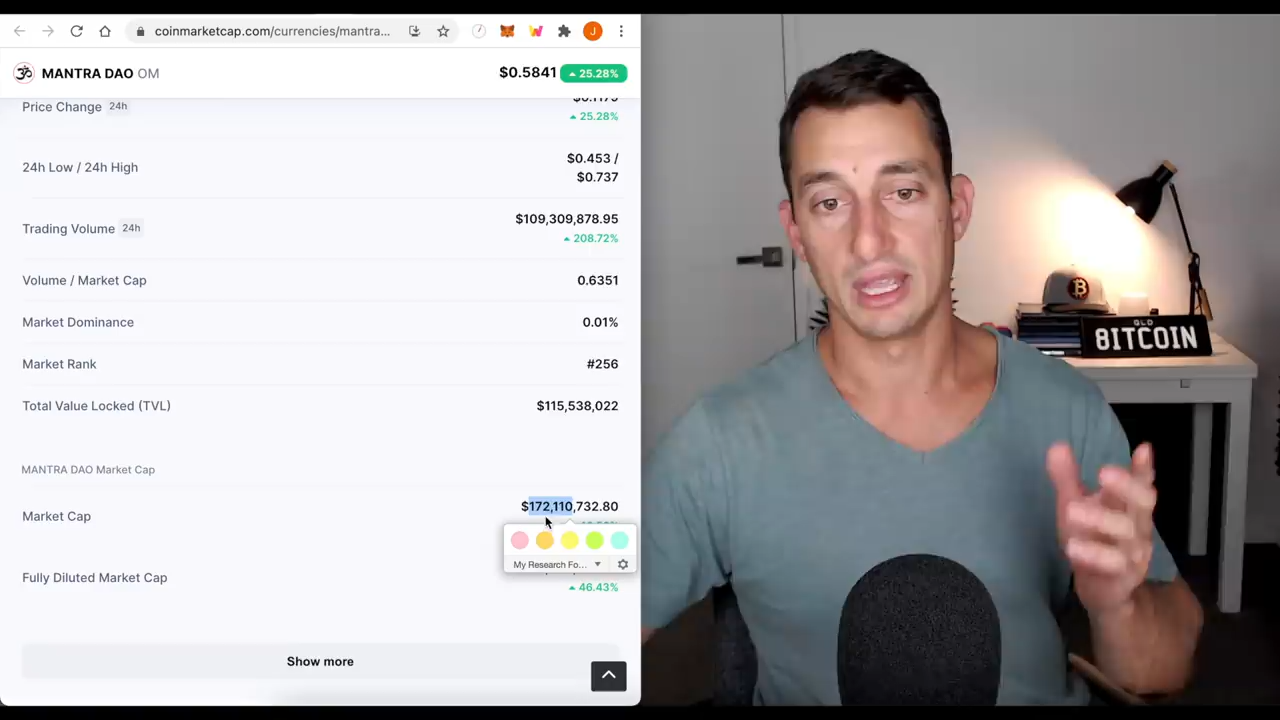 coinmarketcap.com/currencies/mantra...
J
MANTRA DAO OM
$0.5841 25.28%
Price Change 24h
25.28%
24h Low / 24h High
$0.453 /
$0.737
Trading Volume 24h
$109,309,878.95
208.72%
Volume / Market Cap
0.6351
Market Dominance
0.01%
Market Rank
#256
Total Value Locked (TVL)
$115,538,022
MANTRA DAO Market Cap
Market Cap
$172,110,732.80
My Research Fo...
Fully Diluted Market Cap
46.43%
Show more
QLD
BITCOIN